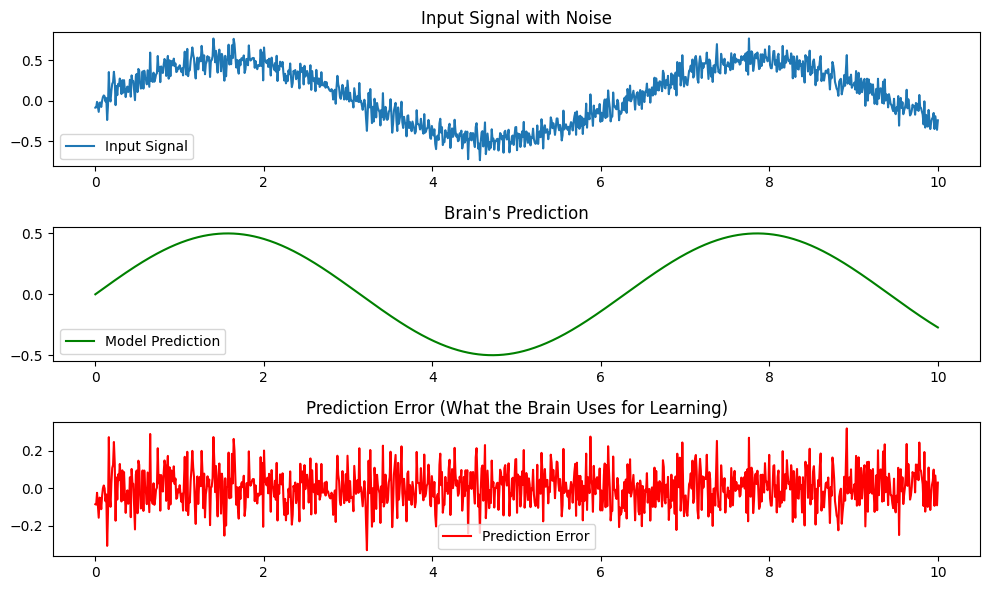 Input Signal with Noise
0.5
0.0
−0.5
Input Signal
0 2 4 6 8 10
Brain's Prediction
0.5
0.0
−0.5
Model Prediction
0 2 4 6 8 10
Prediction Error (What the Brain Uses for Learning)
0.2
0.0
−0.2
Prediction Error
0 2 4 6 8 10